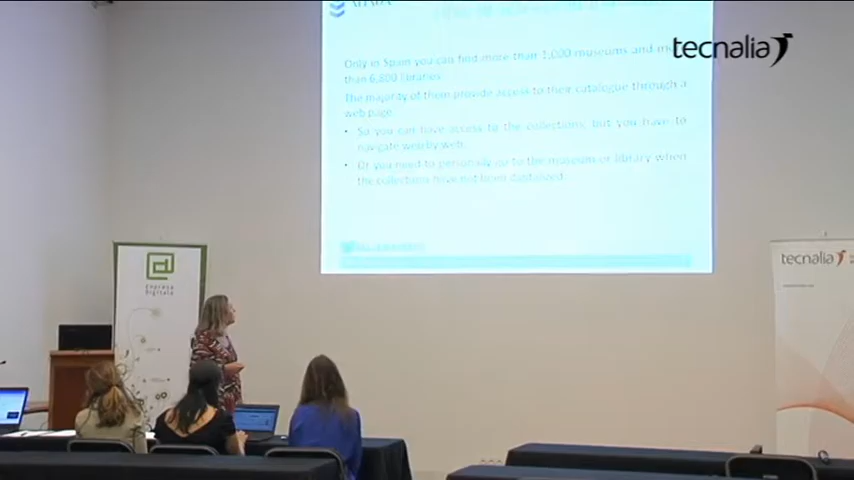 tecnalia
Only in Spain you can find more than 1,000 museums and more
than 6,800 libraries.
The majority of them provide access to their catalogue through a
web page.
• So you can have access to the collections, but you have to
navigate web by web.
• Or you need to personally go to the museum or library when
the collections have not been digitalized.
empresa
digitala
tecnalia